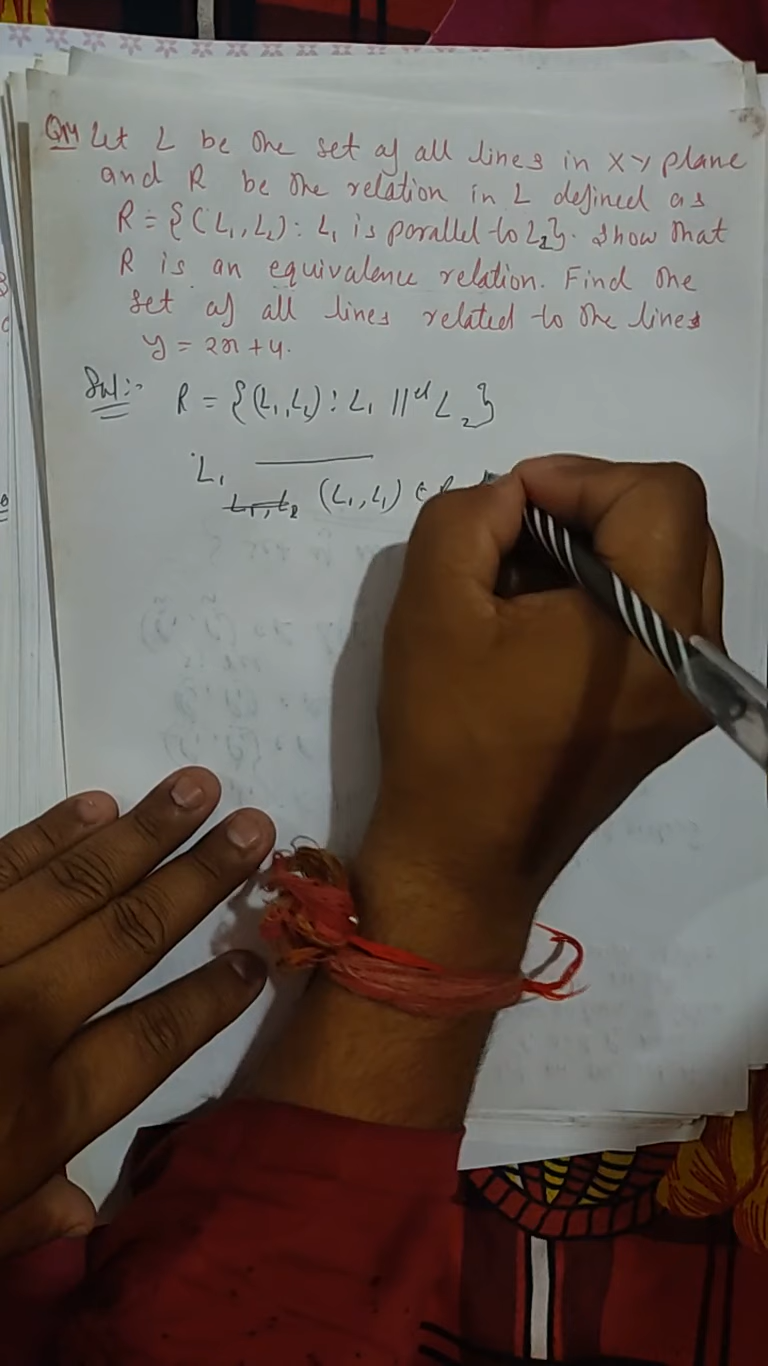 Q14 Let L be the set of all lines in XY plane
and R be the relation in L defined as
R = {(L₁, L₂) : L₁ is parallel to L₂}. Show that
R is an equivalence relation. Find the
set of all lines related to the lines
y = 2x + 4.
Sol:- R = {(L₁, L₂) : L₁ ||ᵉˡ L₂}
L₁
L₁, L₂ (L₁, L₁) ∈ R